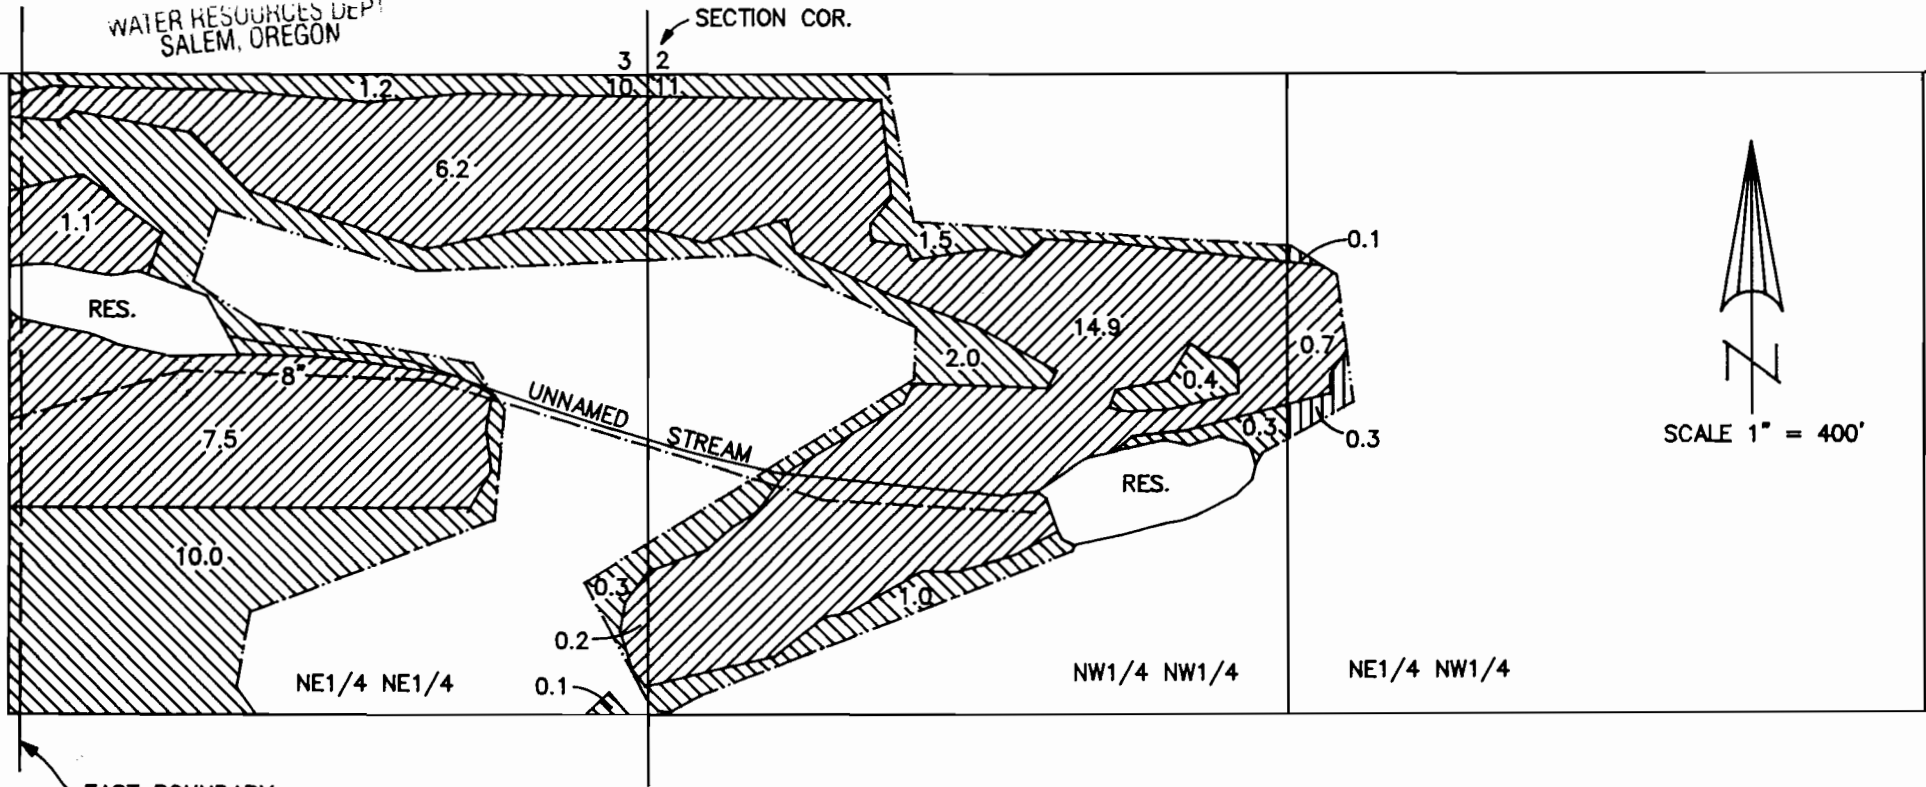 WATER RESOURCES DEPT
SALEM, OREGON
SECTION COR.
3 2
10 11
1.2
6.2
1.1
1.5
0.1
RES.
14.9
2.0
0.7
0.4
8"
UNNAMED STREAM
0.3
0.3
7.5
SCALE 1" = 400'
RES.
10.0
0.3
1.0
0.2
NE1/4 NE1/4
0.1
NW1/4 NW1/4
NE1/4 NW1/4
N
EAST BOUNDARY